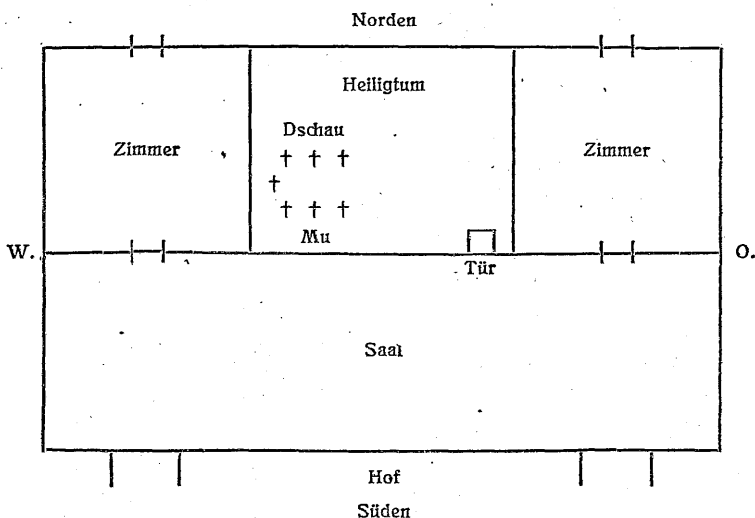 Norden
Heiligtum
Dschau
Zimmer
Zimmer
† † †
†
† † †
Mu
W.
O.
Tür
Saal
Hof
Süden